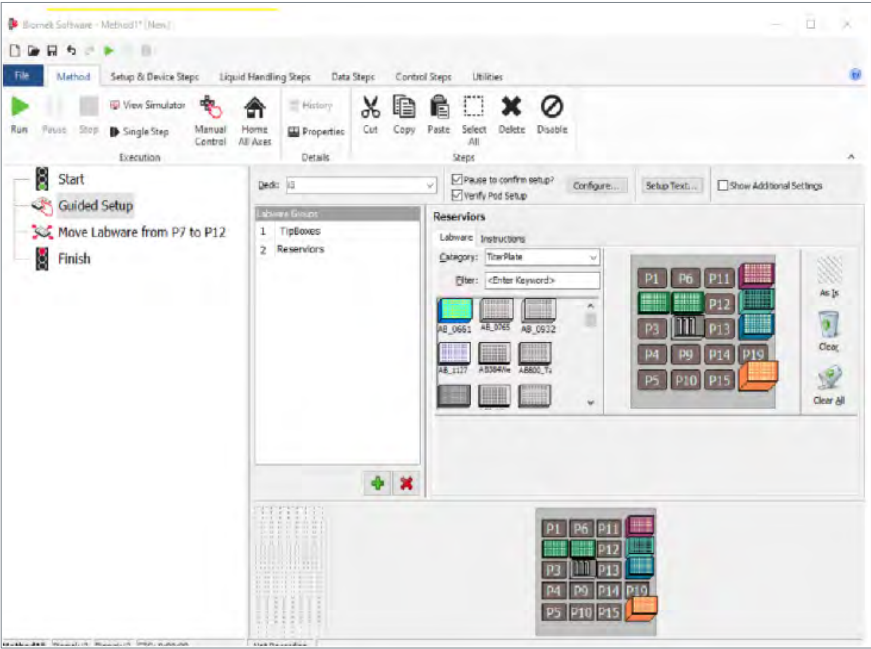 Biomek Software - Method1* [New]
File Method Setup & Device Steps Liquid Handling Steps Data Steps Control Steps Utilities
Run Pause Stop View Simulator Single Step Manual Control Home All Axes History Properties Cut Copy Paste Select All Delete Disable
Execution Details Steps
Start
Guided Setup
Move Labware from P7 to P12
Finish
Deck: Pause to confirm setup? Verify Pod Setup Configure... Setup Text... Show Additional Settings
Labware Groups
1 TipBoxes
2 Reserviors
Reserviors
Labware Instructions
Category: TiterPlate
Filter: <Enter Keyword>
AB_0661 AB_0765 AB_0932
AB_1127 AB384We AB800_Ta
P1 P6 P11
P12
P3 P13
P4 P9 P14 P19
P5 P10 P15
As Is
Clear
Clear All
P1 P6 P11
P12
P3 P13
P4 P9 P14 P19
P5 P10 P15